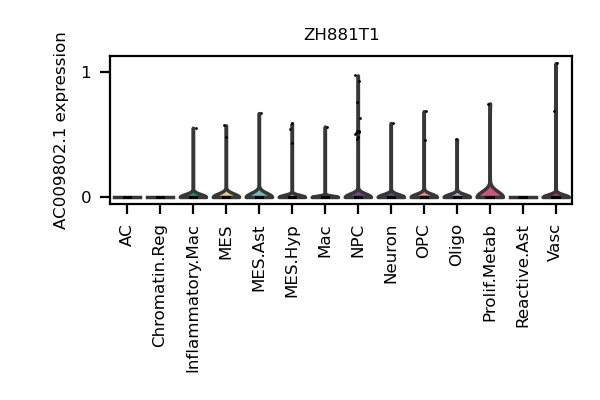 ZH881T1
AC009802.1 expression
1
0
AC
Chromatin.Reg
Inflammatory.Mac
MES
MES.Ast
MES.Hyp
Mac
NPC
Neuron
OPC
Oligo
Prolif.Metab
Reactive.Ast
Vasc